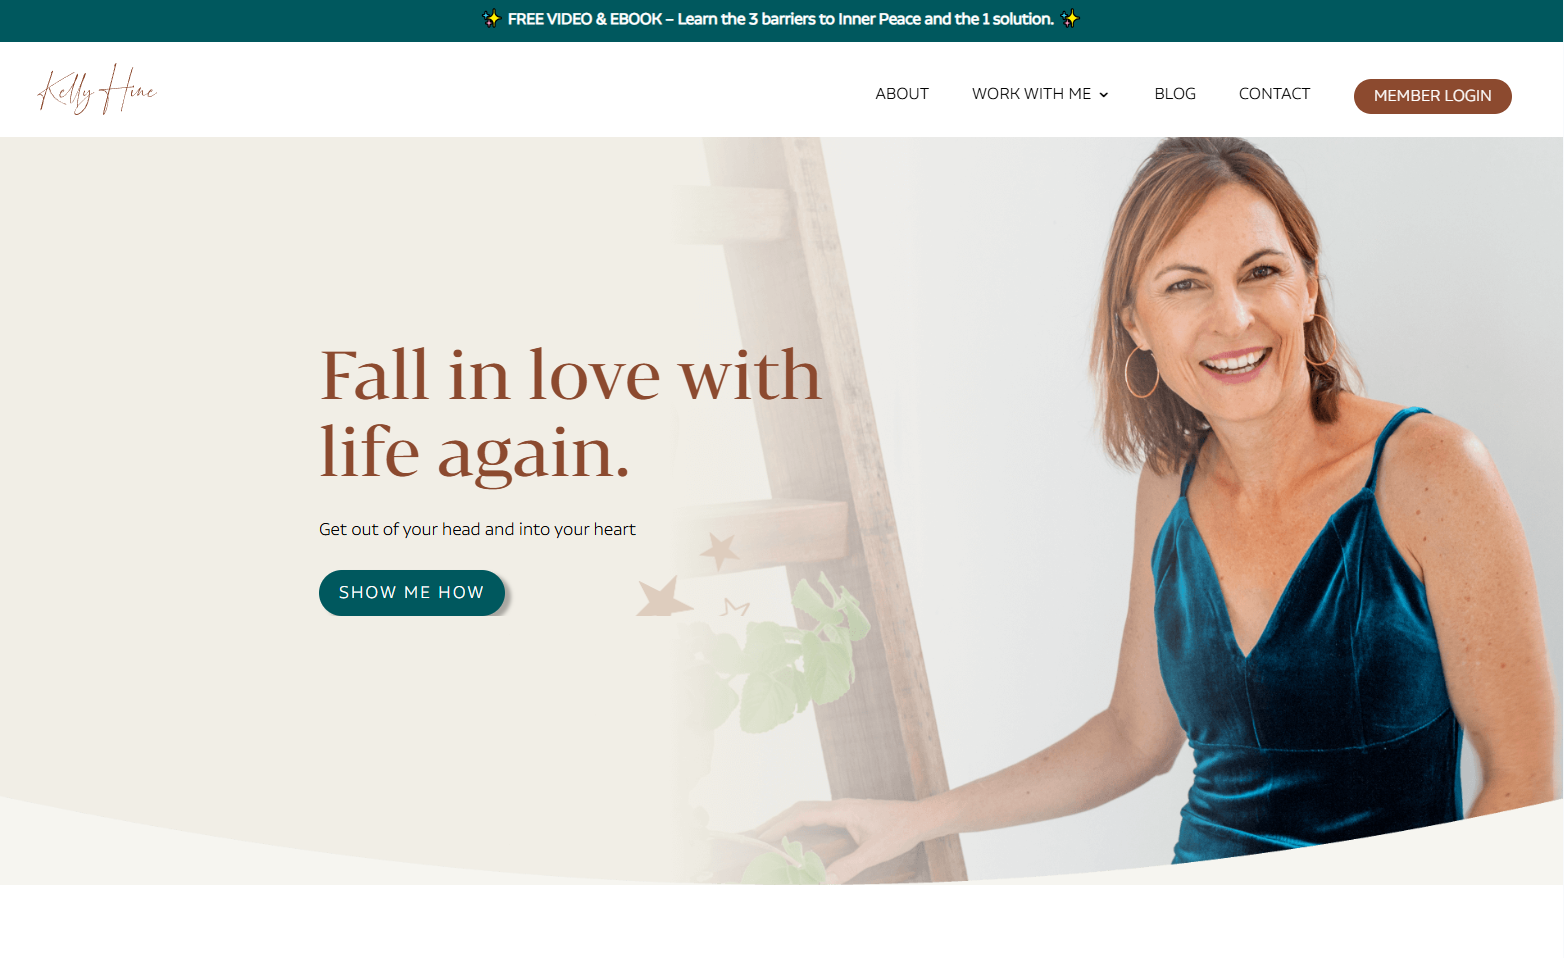 ✨ FREE VIDEO & EBOOK – Learn the 3 barriers to Inner Peace and the 1 solution. ✨
Kelly Hine
ABOUT
WORK WITH ME
BLOG
CONTACT
MEMBER LOGIN
Fall in love with
life again.
Get out of your head and into your heart
SHOW ME HOW